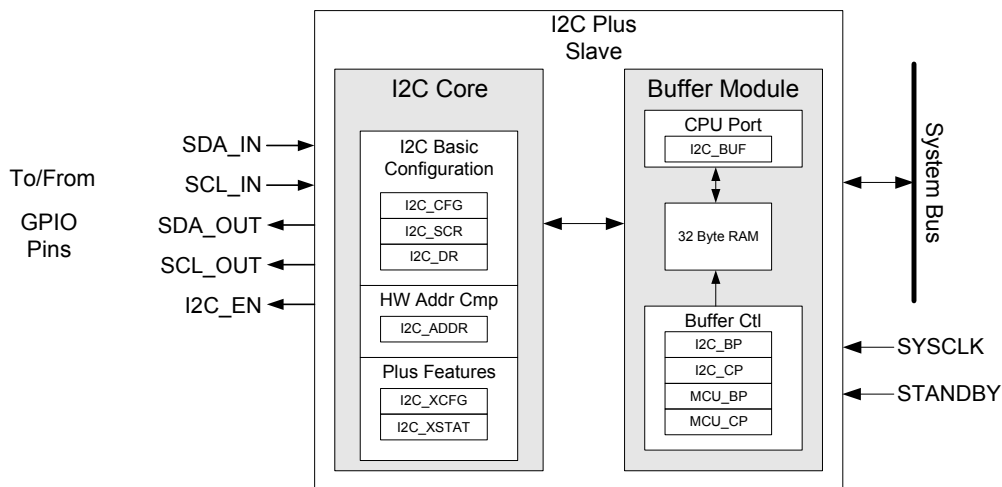 I2C Plus
Slave
I2C Core
I2C Basic
Configuration
I2C_CFG
I2C_SCR
I2C_DR
HW Addr Cmp
I2C_ADDR
Plus Features
I2C_XCFG
I2C_XSTAT
Buffer Module
CPU Port
I2C_BUF
32 Byte RAM
Buffer Ctl
I2C_BP
I2C_CP
MCU_BP
MCU_CP
To/From
GPIO
Pins
SDA_IN
SCL_IN
SDA_OUT
SCL_OUT
I2C_EN
System Bus
SYSCLK
STANDBY